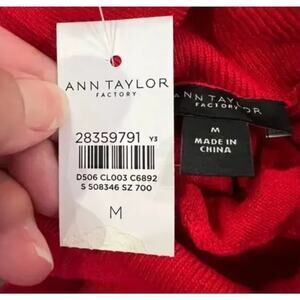 ANN TAYLOR
FACTORY
28359791 Y3
D506 CL003 C6892
S 508346 SZ 700
M
ANN TAYLOR
FACTORY
M
MADE IN
CHINA